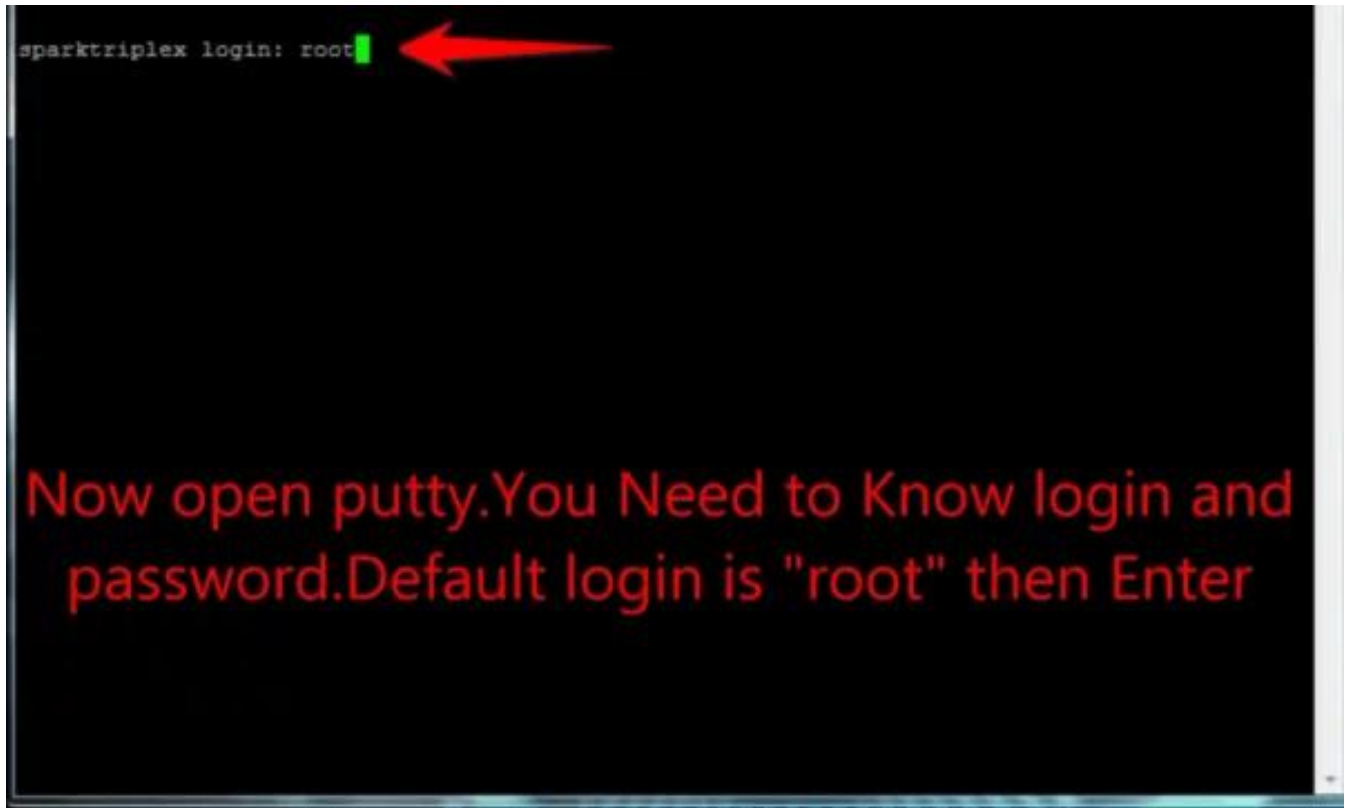 sparktriplex login: root
Now open putty.You Need to Know login and
password.Default login is "root" then Enter